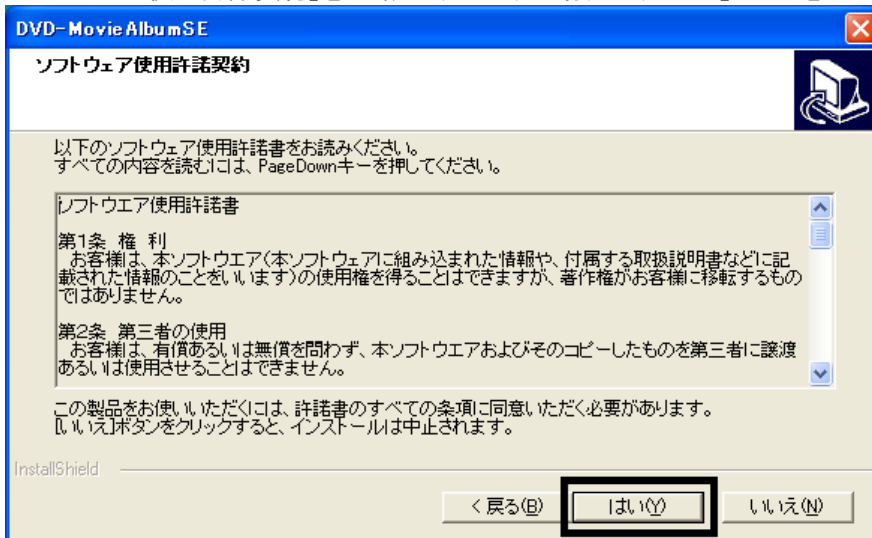 DVD-MovieAlbumSE
ソフトウェア使用許諾契約
以下のソフトウェア使用許諾書をお読みください。
すべての内容を読むには、PageDownキーを押してください。
ソフトウエア使用許諾書
第1条 権 利
お客様は、本ソフトウエア(本ソフトウェアに組み込まれた情報や、付属する取扱説明書などに記
載された情報のことをいいます)の使用権を得ることはできますが、著作権がお客様に移転するもの
ではありません。
第2条 第三者の使用
お客様は、有償あるいは無償を問わず、本ソフトウエアおよびそのコピーしたものを第三者に譲渡
あるいは使用させることはできません。
この製品をお使いいただくには、許諾書のすべての条項に同意いただく必要があります。
[いいえ]ボタンをクリックすると、インストールは中止されます。
InstallShield
< 戻る(B)
はい(Y)
いいえ(N)